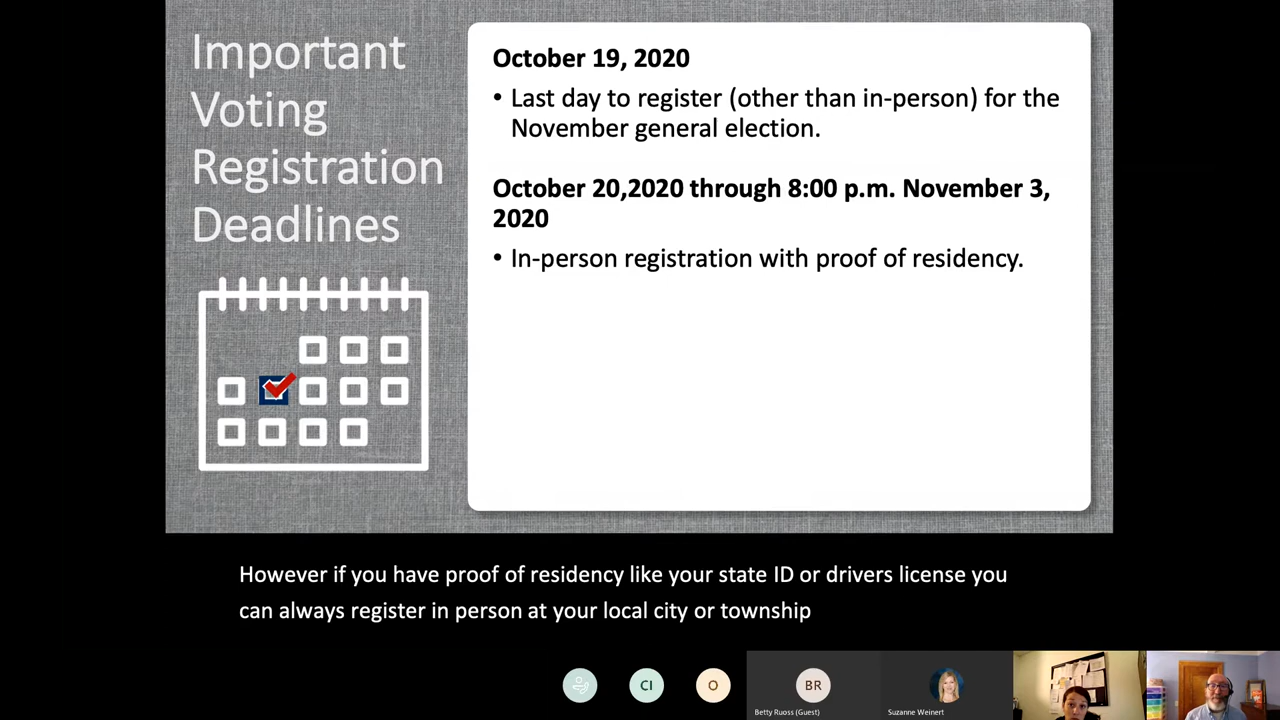 Important
Voting
Registration
Deadlines
October 19, 2020
• Last day to register (other than in-person) for the
November general election.
October 20,2020 through 8:00 p.m. November 3,
2020
• In-person registration with proof of residency.
However if you have proof of residency like your state ID or drivers license you
can always register in person at your local city or township
CI
O
BR
Betty Ruoss (Guest)
Suzanne Weinert